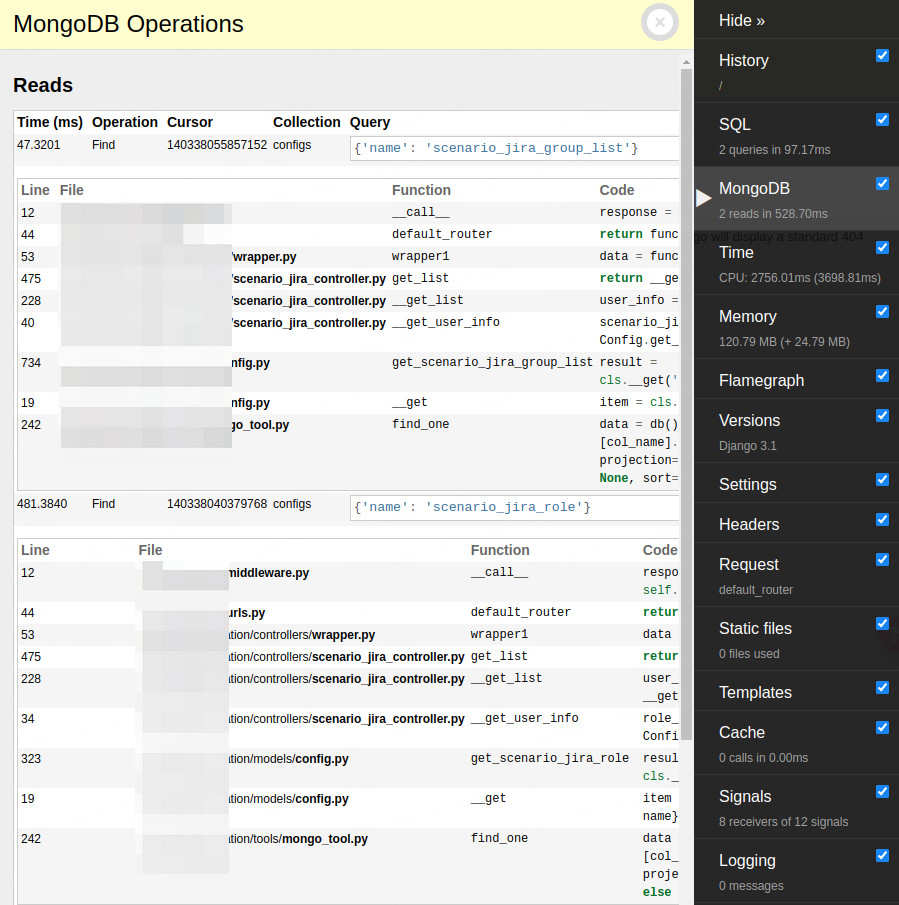 MongoDB Operations
Reads
Time (ms) Operation Cursor Collection Query
47.3201 Find 140338055857152 configs {'name': 'scenario_jira_group_list'}
Line File Function Code
12 __call__ response =
44 default_router return func
53 /wrapper.py wrapper1 data = func
475 /scenario_jira_controller.py get_list return __ge
228 /scenario_jira_controller.py __get_list user_info =
40 /scenario_jira_controller.py __get_user_info scenario_ji
Config.get_
734 nfig.py get_scenario_jira_group_list result =
cls.__get('
19 nfig.py __get item = cls.
242 go_tool.py find_one data = db()
[col_name].
projection=
None, sort=
481.3840 Find 140338040379768 configs {'name': 'scenario_jira_role'}
Line File Function Code
12 middleware.py __call__ respo
self.
44 urls.py default_router retur
53 ation/controllers/wrapper.py wrapper1 data
475 ation/controllers/scenario_jira_controller.py get_list retur
228 ation/controllers/scenario_jira_controller.py __get_list user_
__get
34 ation/controllers/scenario_jira_controller.py __get_user_info role_
Confi
323 ation/models/config.py get_scenario_jira_role resul
cls._
19 ation/models/config.py __get item
name}
242 ation/tools/mongo_tool.py find_one data
[col_
proje
else
Hide »
History
/
SQL
2 queries in 97.17ms
MongoDB
2 reads in 528.70ms
go will display a standard 404
Time
CPU: 2756.01ms (3698.81ms)
Memory
120.79 MB (+ 24.79 MB)
Flamegraph
Versions
Django 3.1
Settings
Headers
Request
default_router
Static files
0 files used
Templates
Cache
0 calls in 0.00ms
Signals
8 receivers of 12 signals
Logging
0 messages